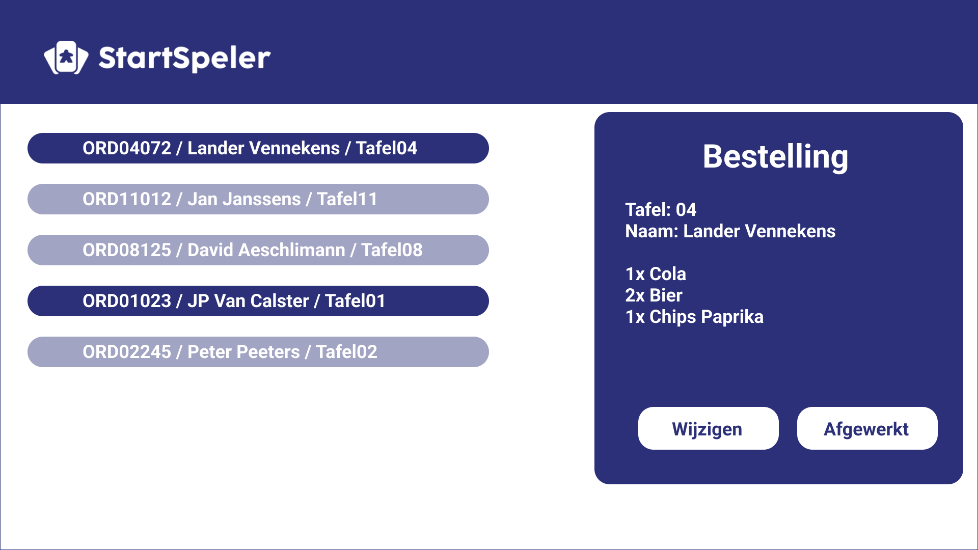 StartSpeler
ORD04072 / Lander Vennekens / Tafel04
ORD11012 / Jan Janssens / Tafel11
ORD08125 / David Aeschlimann / Tafel08
ORD01023 / JP Van Calster / Tafel01
ORD02245 / Peter Peeters / Tafel02
Bestelling
Tafel: 04
Naam: Lander Vennekens
1x Cola
2x Bier
1x Chips Paprika
Wijzigen
Afgewerkt